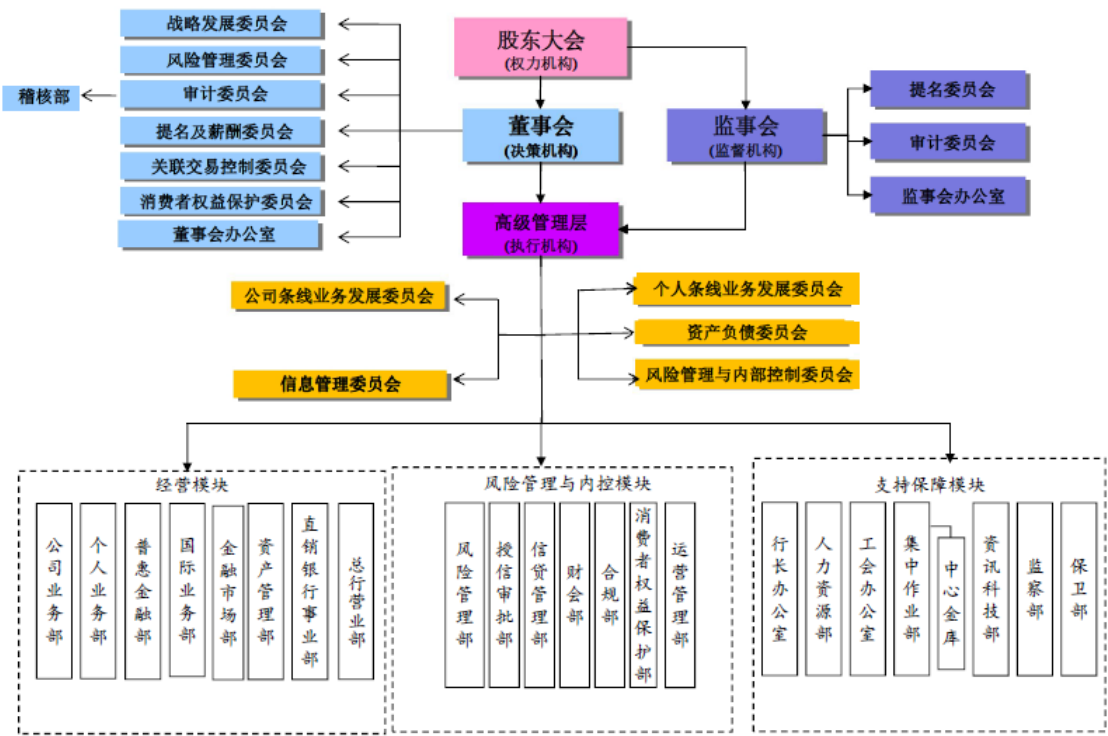 战略发展委员会
风险管理委员会
审计委员会
提名及薪酬委员会
关联交易控制委员会
消费者权益保护委员会
董事会办公室
稽核部
股东大会
(权力机构)
董事会
(决策机构)
监事会
(监督机构)
提名委员会
审计委员会
监事会办公室
高级管理层
(执行机构)
公司条线业务发展委员会
信息管理委员会
个人条线业务发展委员会
资产负债委员会
风险管理与内部控制委员会
经营模块
公司业务部
个人业务部
普惠金融部
国际业务部
金融市场部
资产管理部
直销银行事业部
总行营业部
风险管理与内控模块
风险管理部
授信审批部
信贷管理部
财会部
合规部
消费者权益保护部
运营管理部
支持保障模块
行长办公室
人力资源部
工会办公室
集中作业部
中心金库
资讯科技部
监察部
保卫部